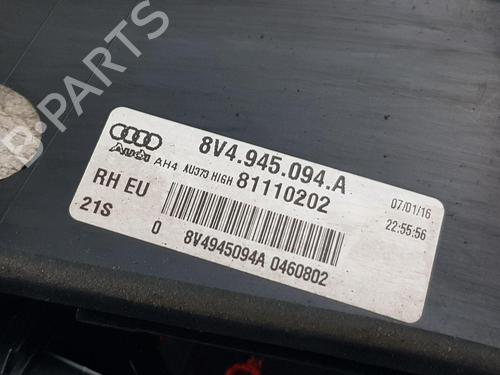 B-PARTS
8V4.945.094.A
Audi AH4 AU373 HIGH 81110202
07/01/16
RH EU
22:55:56
21S
0 8V4945094A 0460802